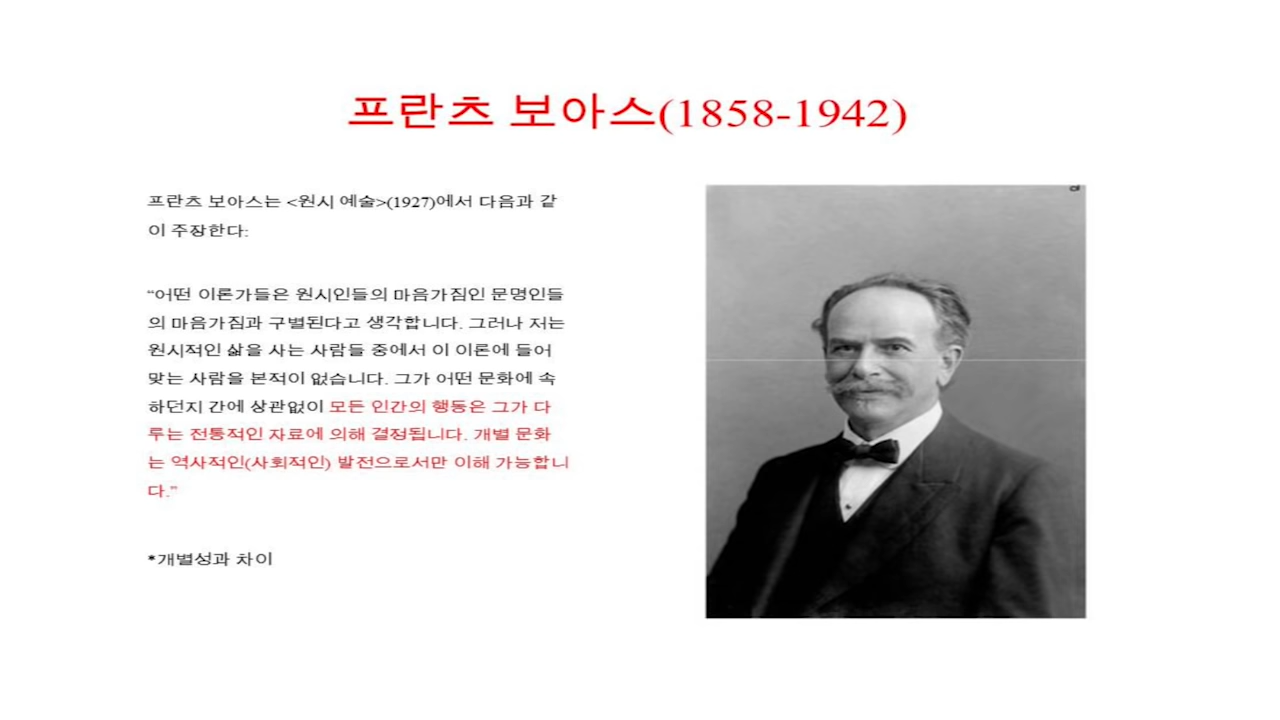 프란츠 보아스(1858-1942)
프란츠 보아스는 <원시 예술>(1927)에서 다음과 같
이 주장한다:
“어떤 이론가들은 원시인들의 마음가짐인 문명인들
의 마음가짐과 구별된다고 생각합니다. 그러나 저는
원시적인 삶을 사는 사람들 중에서 이 이론에 들어
맞는 사람을 본적이 없습니다. 그가 어떤 문화에 속
하던지 간에 상관없이 모든 인간의 행동은 그가 다
루는 전통적인 자료에 의해 결정됩니다. 개별 문화
는 역사적인(사회적인) 발전으로서만 이해 가능합니
다.”
*개별성과 차이